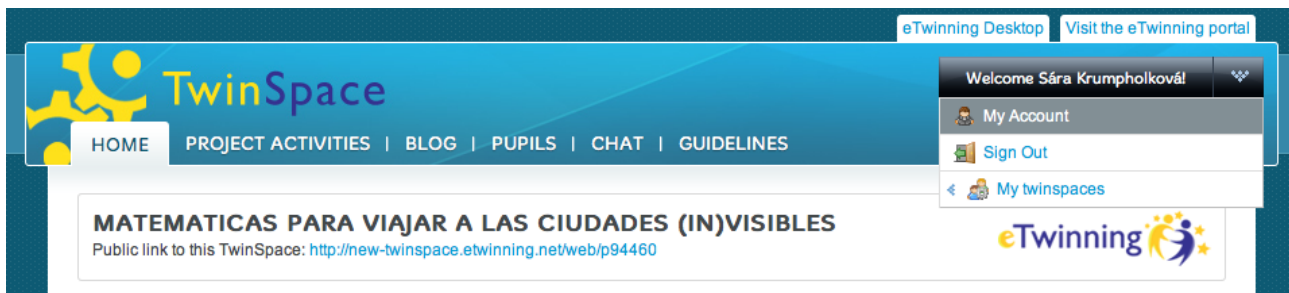 eTwinning Desktop Visit the eTwinning portal
TwinSpace
Welcome Sára Krumpholková!
My Account
Sign Out
My twinspaces
HOME PROJECT ACTIVITIES | BLOG | PUPILS | CHAT | GUIDELINES
MATEMATICAS PARA VIAJAR A LAS CIUDADES (IN)VISIBLES
Public link to this TwinSpace: http://new-twinspace.etwinning.net/web/p94460
eTwinning